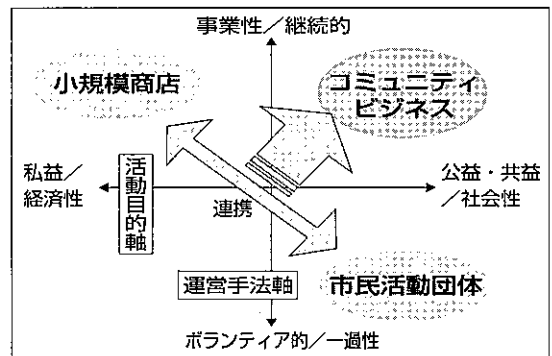 事業性／継続的
小規模商店
コミュニティ
ビジネス
私益／
経済性
活動目的軸
連携
公益・共益
／社会性
運営手法軸
市民活動団体
ボランティア的／一過性